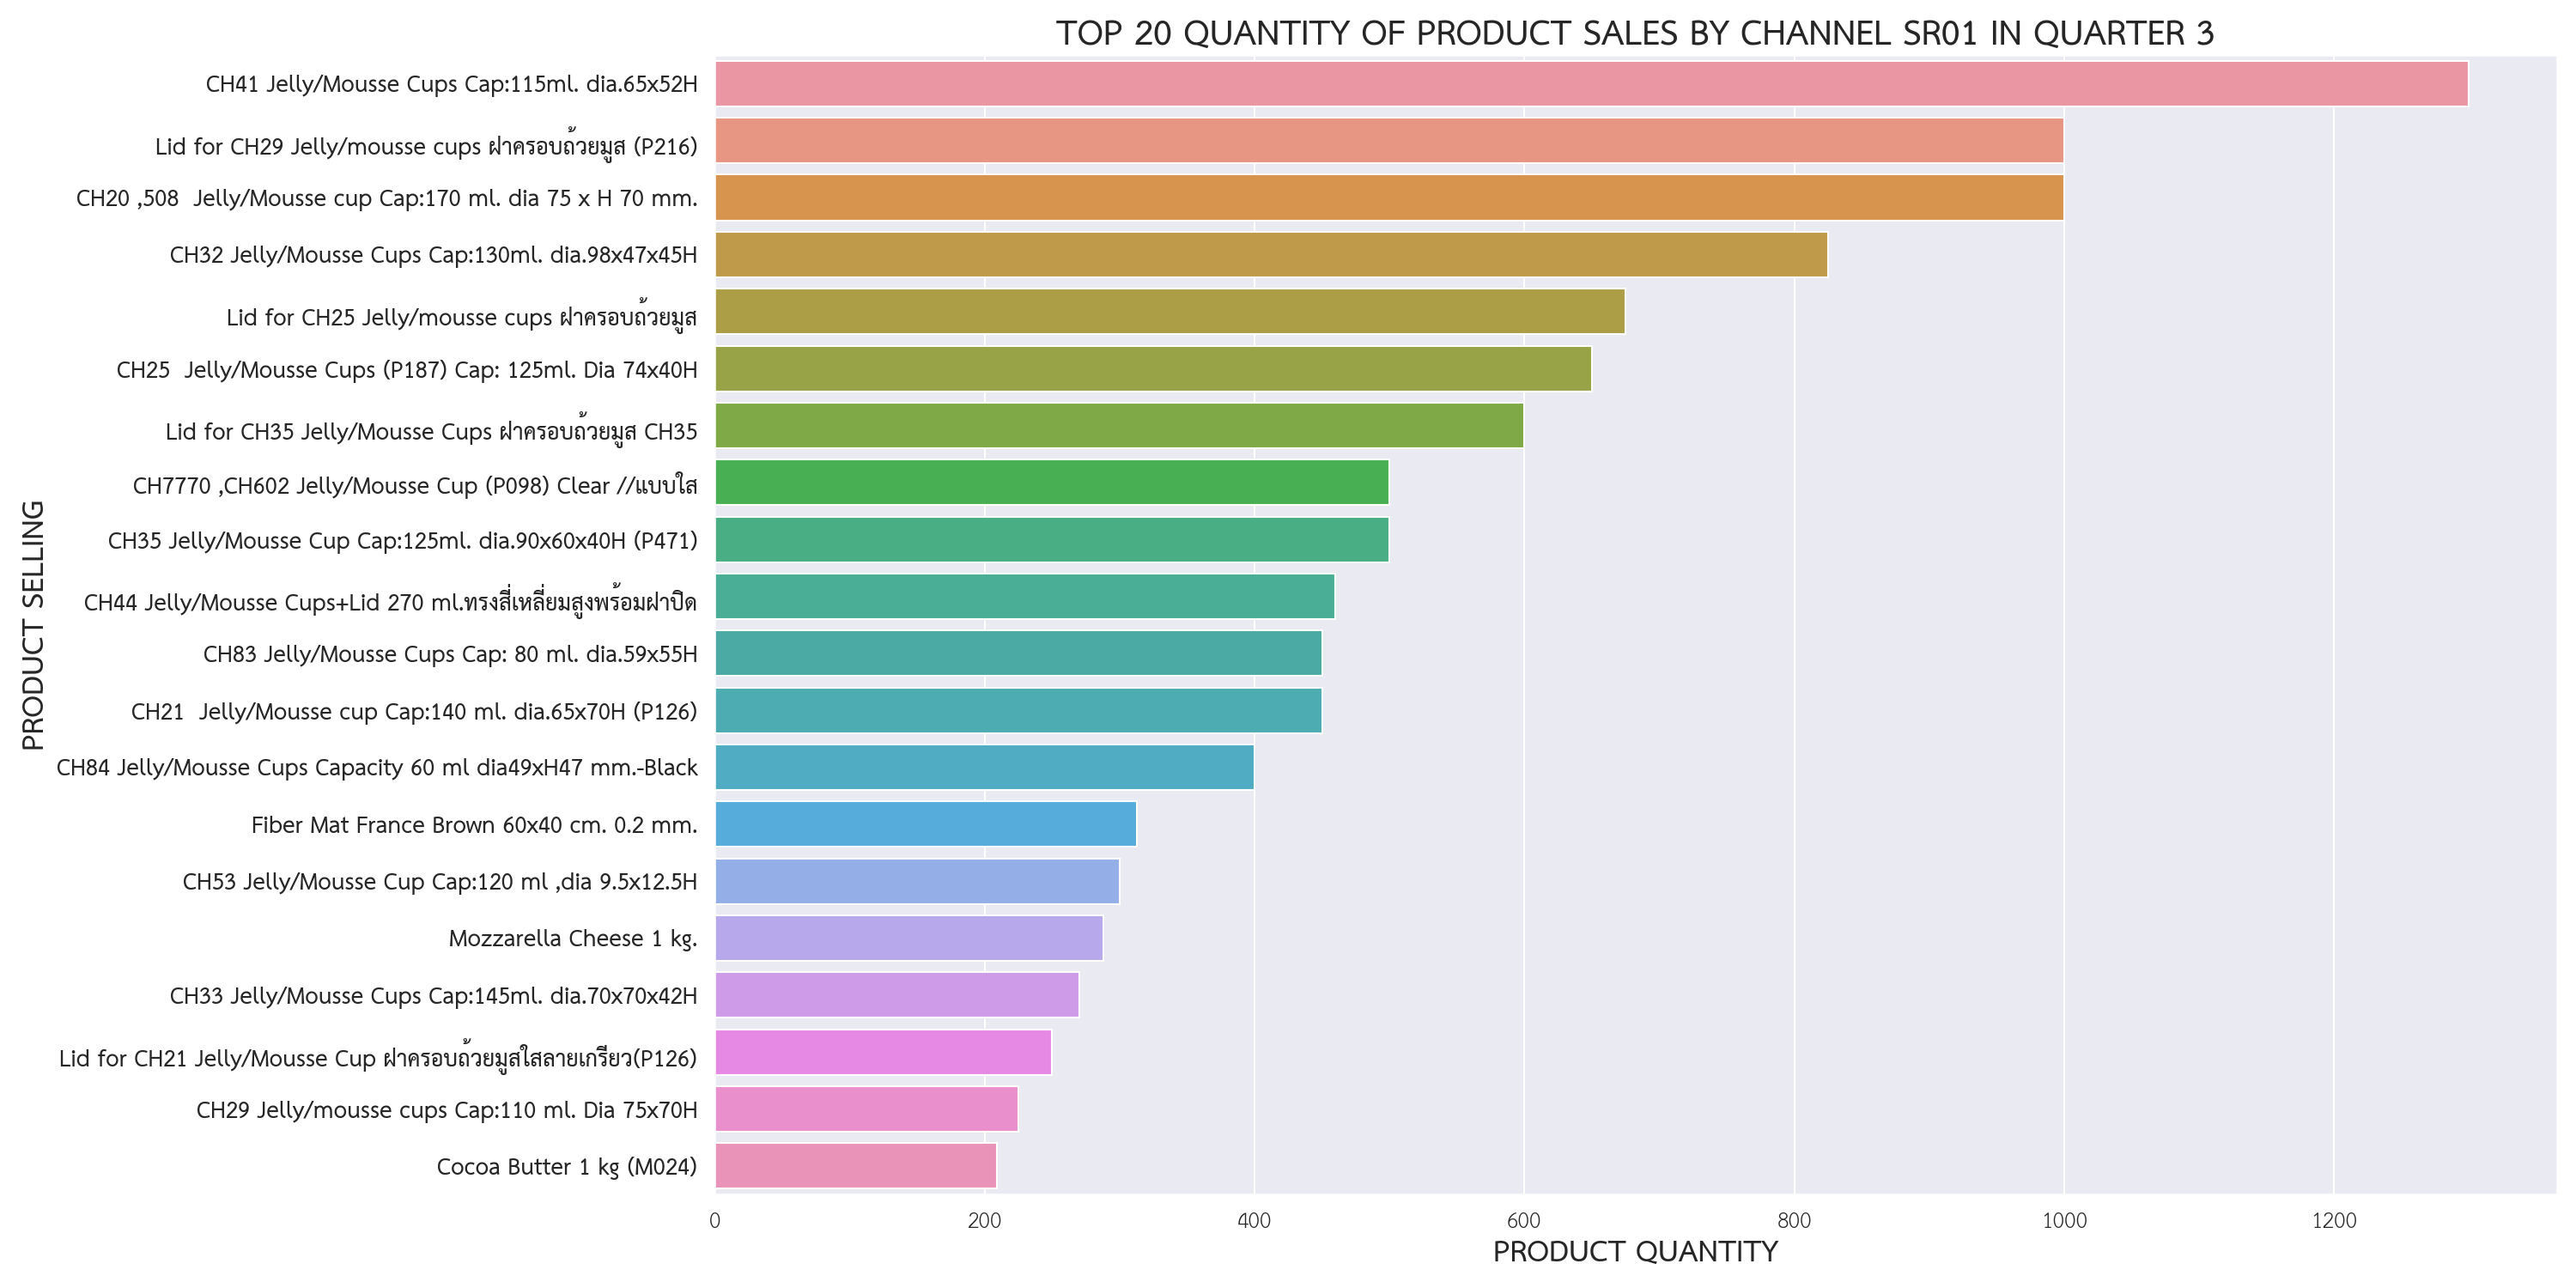 TOP 20 QUANTITY OF PRODUCT SALES BY CHANNEL SR01 IN QUARTER 3
PRODUCT SELLING
CH41 Jelly/Mousse Cups Cap:115ml. dia.65x52H
Lid for CH29 Jelly/mousse cups ฝาครอบถ้วยมูส (P216)
CH20 ,508  Jelly/Mousse cup Cap:170 ml. dia 75 x H 70 mm.
CH32 Jelly/Mousse Cups Cap:130ml. dia.98x47x45H
Lid for CH25 Jelly/mousse cups ฝาครอบถ้วยมูส
CH25  Jelly/Mousse Cups (P187) Cap: 125ml. Dia 74x40H
Lid for CH35 Jelly/Mousse Cups ฝาครอบถ้วยมูส CH35
CH7770 ,CH602 Jelly/Mousse Cup (P098) Clear //แบบใส
CH35 Jelly/Mousse Cup Cap:125ml. dia.90x60x40H (P471)
CH44 Jelly/Mousse Cups+Lid 270 ml.ทรงสี่เหลี่ยมสูงพร้อมฝาปิด
CH83 Jelly/Mousse Cups Cap: 80 ml. dia.59x55H
CH21  Jelly/Mousse cup Cap:140 ml. dia.65x70H (P126)
CH84 Jelly/Mousse Cups Capacity 60 ml dia49xH47 mm.-Black
Fiber Mat France Brown 60x40 cm. 0.2 mm.
CH53 Jelly/Mousse Cup Cap:120 ml ,dia 9.5x12.5H
Mozzarella Cheese 1 kg.
CH33 Jelly/Mousse Cups Cap:145ml. dia.70x70x42H
Lid for CH21 Jelly/Mousse Cup ฝาครอบถ้วยมูสใสลายเกรียว(P126)
CH29 Jelly/mousse cups Cap:110 ml. Dia 75x70H
Cocoa Butter 1 kg (M024)
0 200 400 600 800 1000 1200
PRODUCT QUANTITY